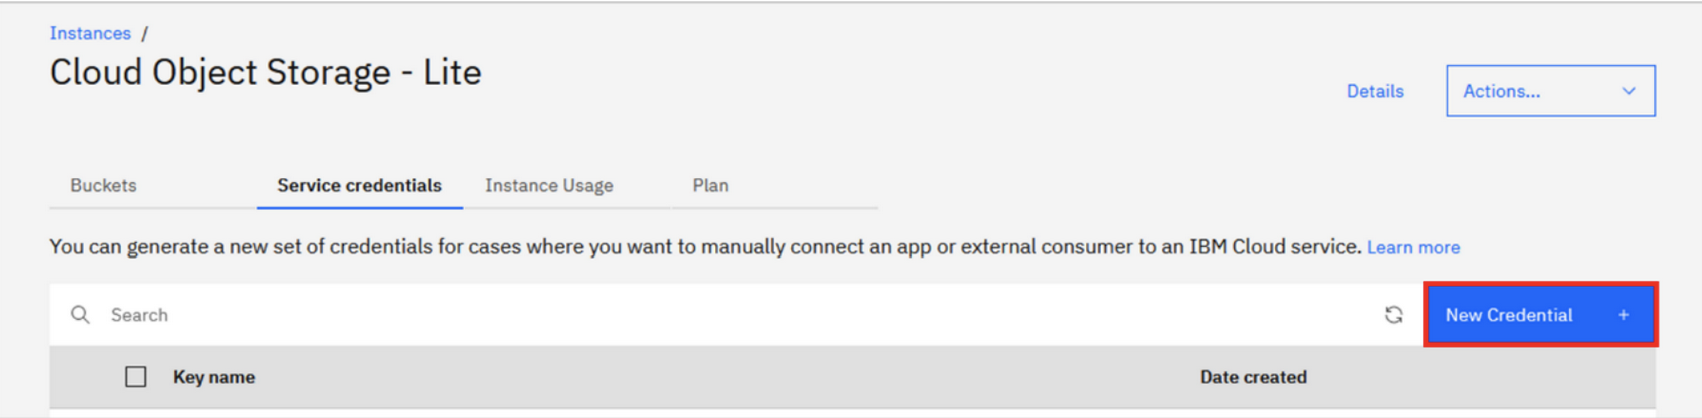 Instances /
Cloud Object Storage - Lite
Details
Actions...
Buckets
Service credentials
Instance Usage
Plan
You can generate a new set of credentials for cases where you want to manually connect an app or external consumer to an IBM Cloud service. Learn more
Search
New Credential +
Key name
Date created